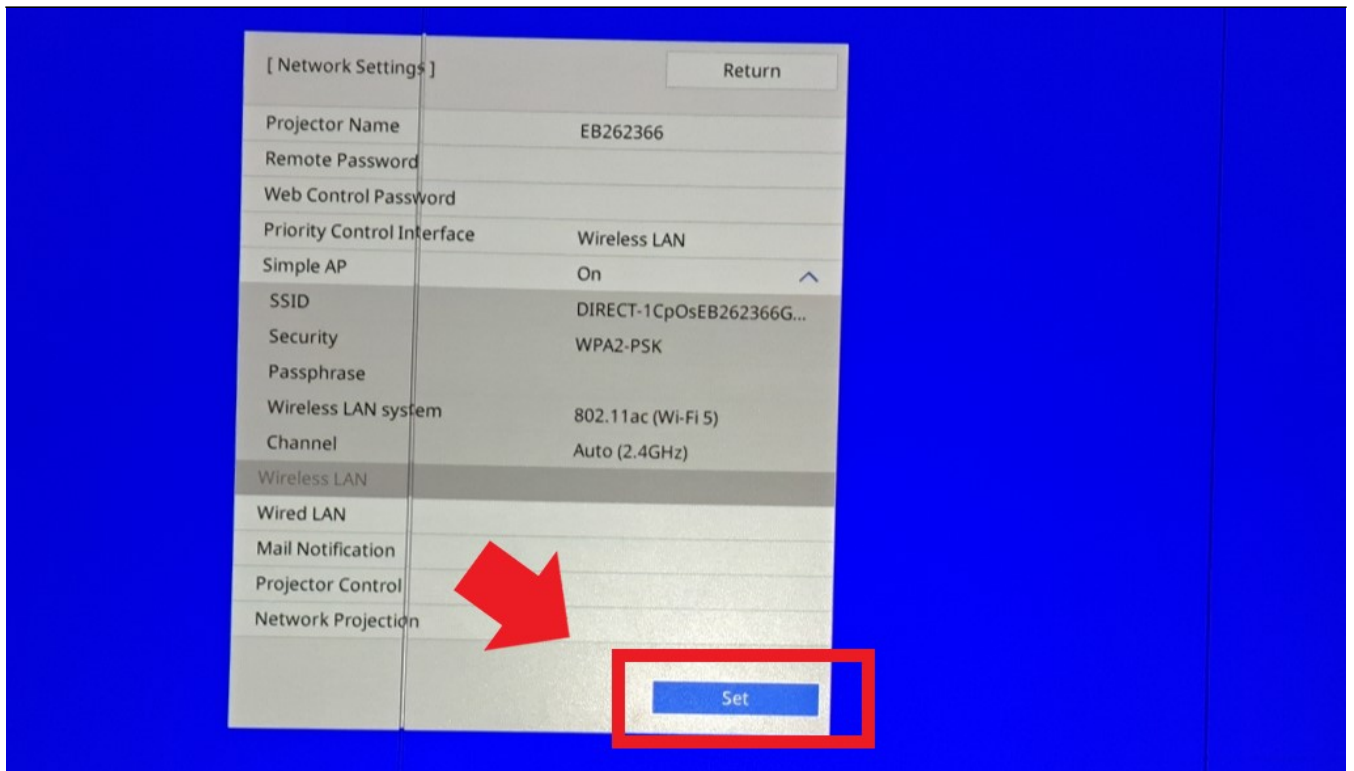 [ Network Settings ] Return
Projector Name EB262366
Remote Password
Web Control Password
Priority Control Interface Wireless LAN
Simple AP On
SSID DIRECT-1CpOsEB262366G...
Security WPA2-PSK
Passphrase
Wireless LAN system 802.11ac (Wi-Fi 5)
Channel Auto (2.4GHz)
Wireless LAN
Wired LAN
Mail Notification
Projector Control
Network Projection
Set